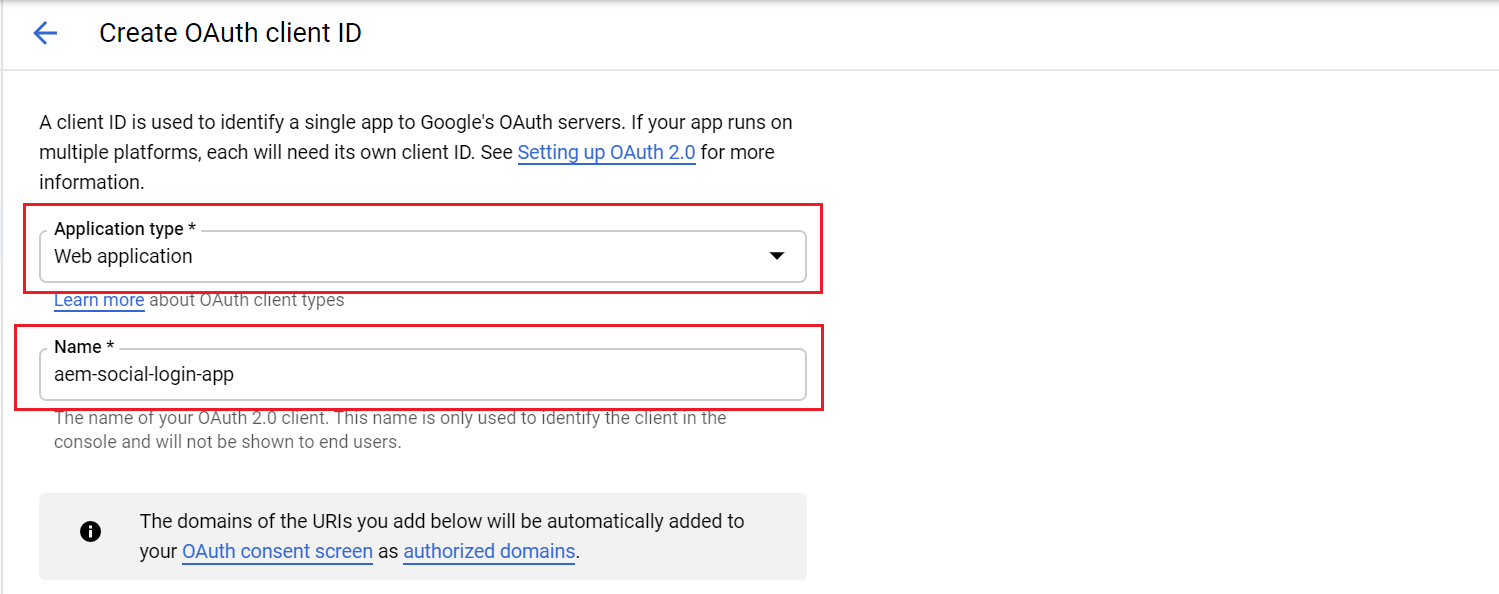 Create OAuth client ID
A client ID is used to identify a single app to Google's OAuth servers. If your app runs on
multiple platforms, each will need its own client ID. See Setting up OAuth 2.0 for more
information.
Application type *
Web application
Learn more about OAuth client types
Name *
aem-social-login-app
The name of your OAuth 2.0 client. This name is only used to identify the client in the
console and will not be shown to end users.
The domains of the URIs you add below will be automatically added to
your OAuth consent screen as authorized domains.